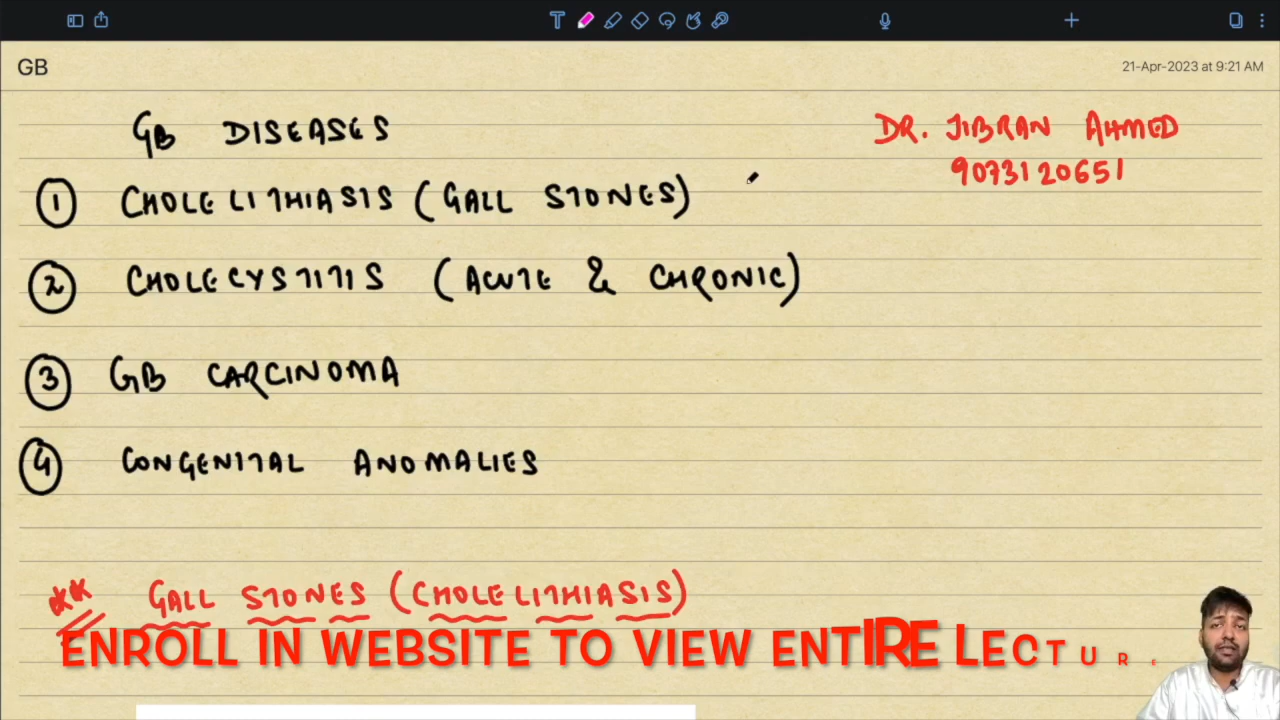 GB
21-Apr-2023 at 9:21 AM
GB DISEASES
DR. JIBRAN AHMED
9073120651
1 CHOLELITHIASIS (GALL STONES)
2 CHOLECYSTITIS (ACUTE & CHRONIC)
3 GB CARCINOMA
4 CONGENITAL ANOMALIES
** GALL STONES (CHOLELITHIASIS)
ENROLL IN WEBSITE TO VIEW ENTIRE LECTURE